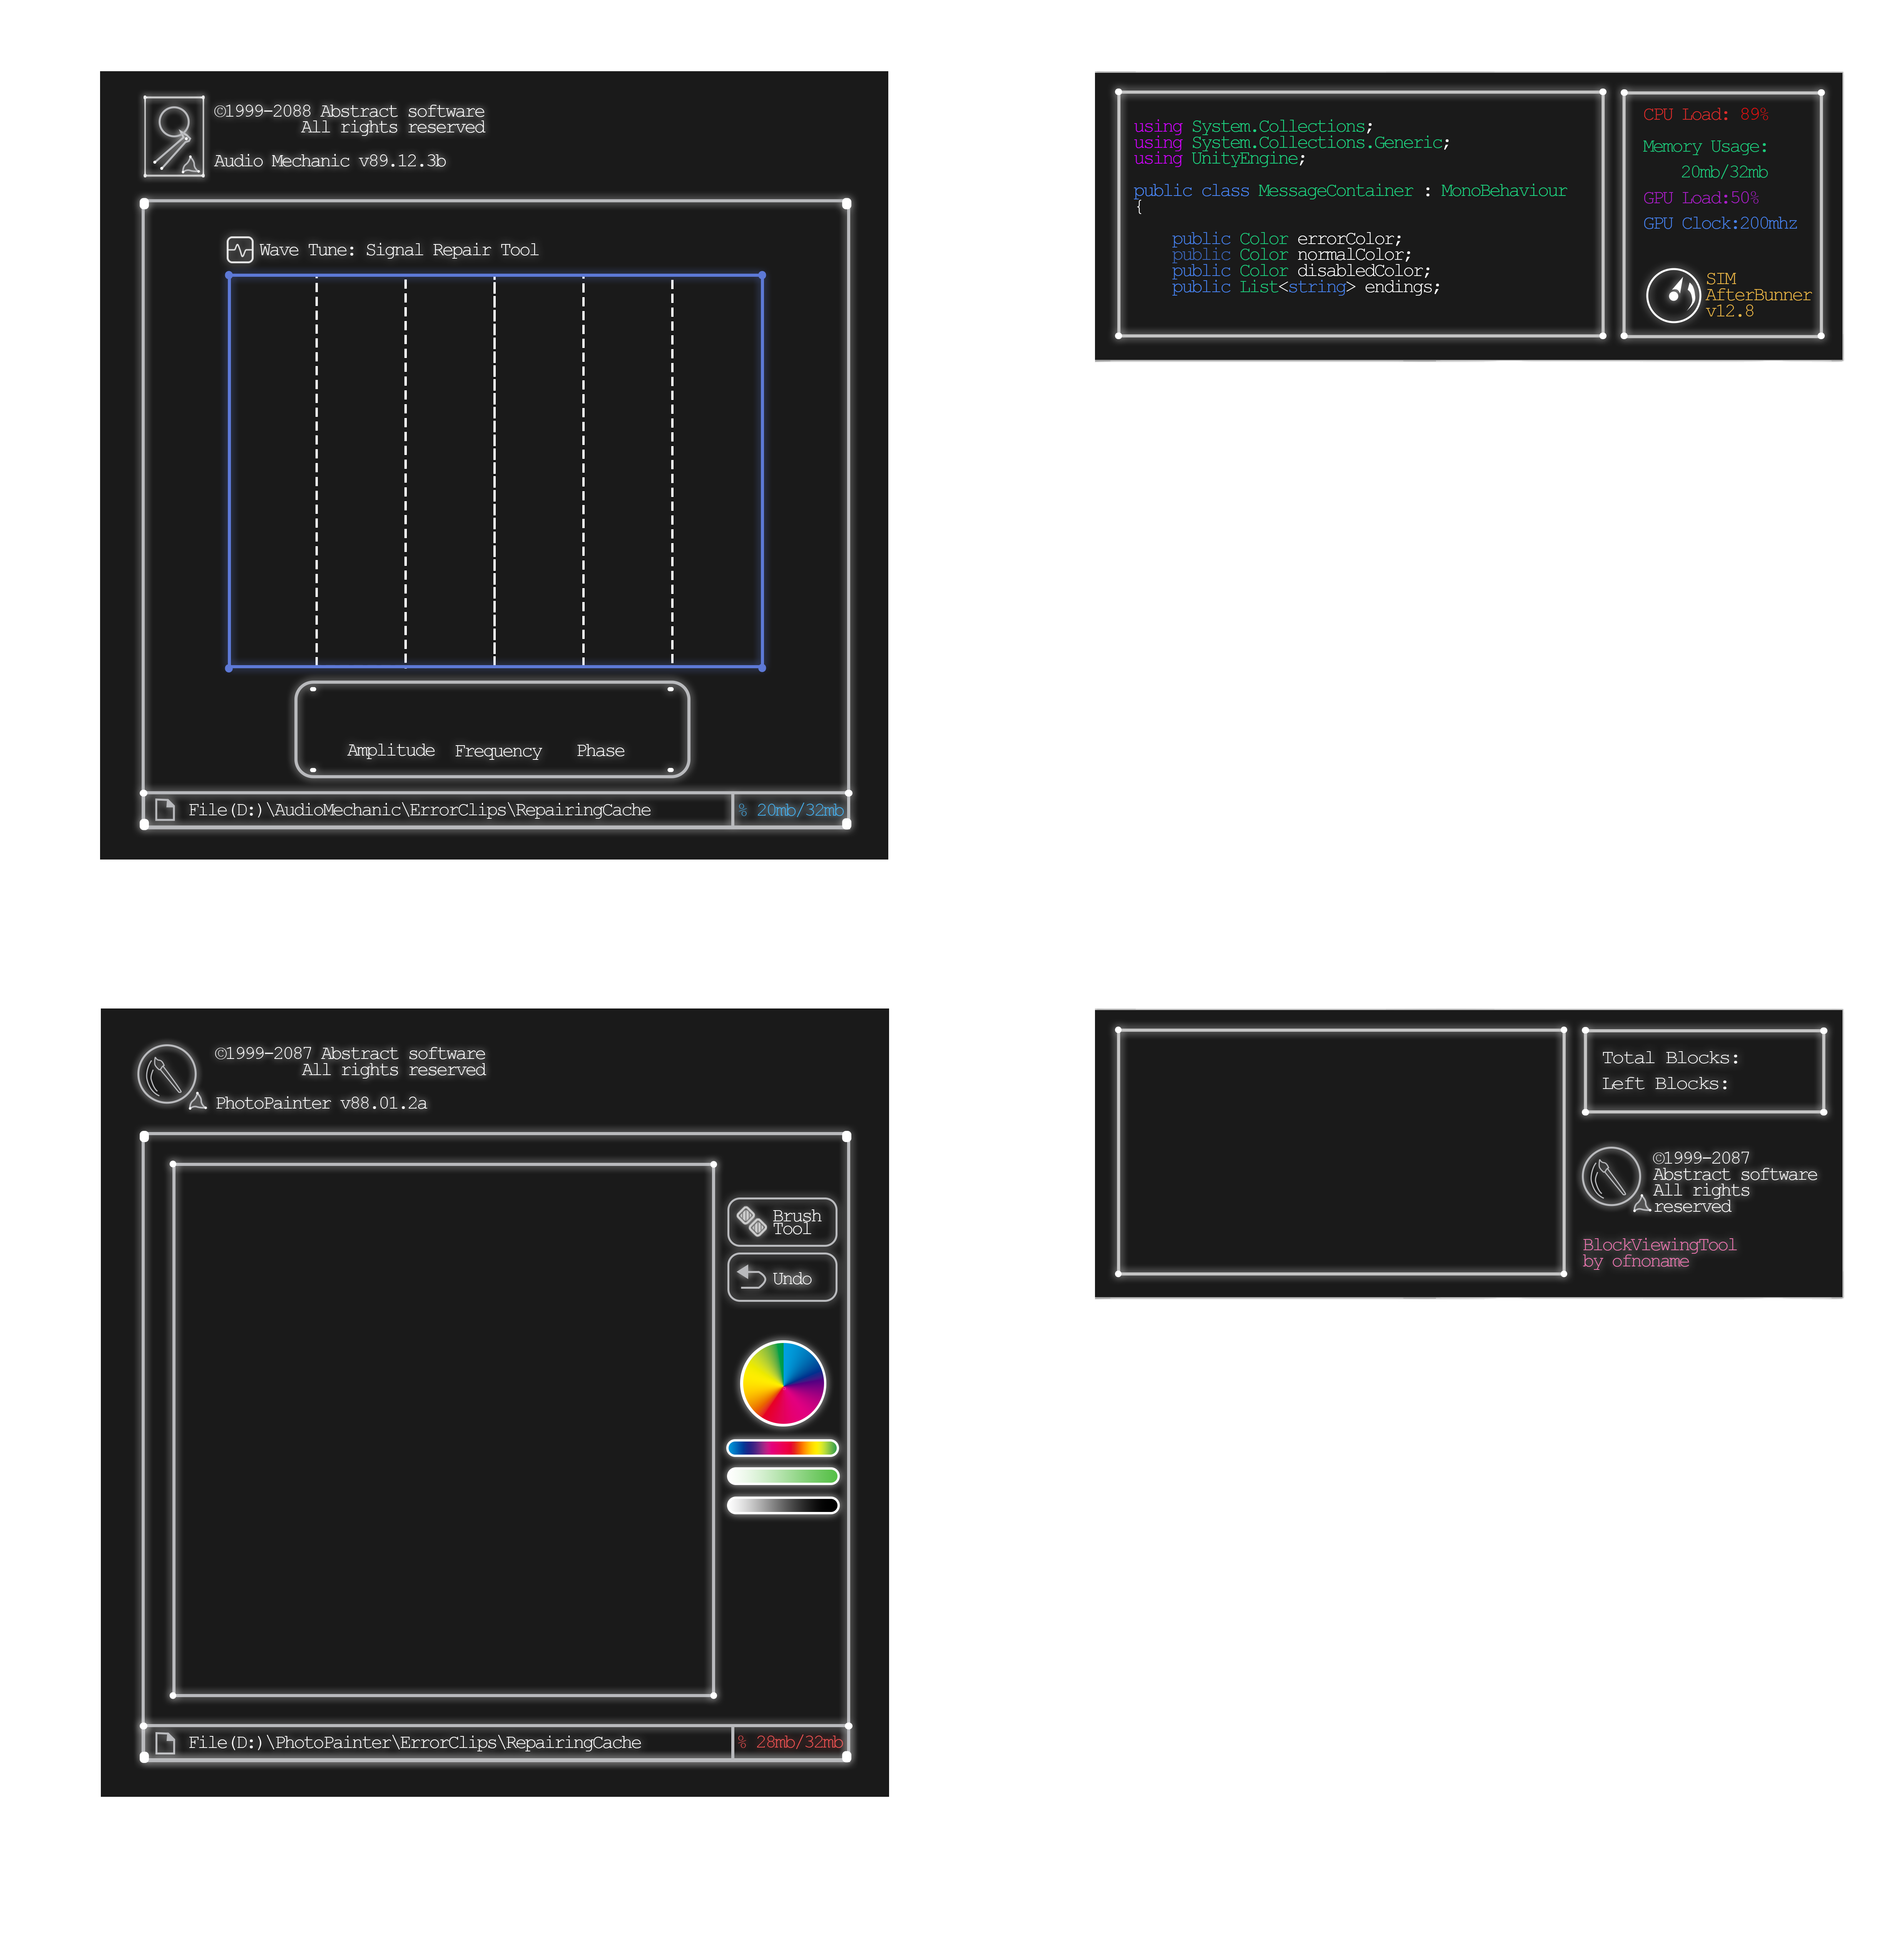 ©1999-2088 Abstract software
All rights reserved
Audio Mechanic v89.12.3b
Wave Tune: Signal Repair Tool
Amplitude Frequency Phase
File(D:)\AudioMechanic\ErrorClips\RepairingCache % 20mb/32mb
using System.Collections;
using System.Collections.Generic;
using UnityEngine;
public class MessageContainer : MonoBehaviour
{
public Color errorColor;
public Color normalColor;
public Color disabledColor;
public List<string> endings;
CPU Load: 89%
Memory Usage:
20mb/32mb
GPU Load:50%
GPU Clock:200mhz
SIM
AfterBunner
v12.8
©1999-2087 Abstract software
All rights reserved
PhotoPainter v88.01.2a
Brush
Tool
Undo
File(D:)\PhotoPainter\ErrorClips\RepairingCache % 28mb/32mb
Total Blocks:
Left Blocks:
©1999-2087
Abstract software
All rights
reserved
BlockViewingTool
by ofnoname